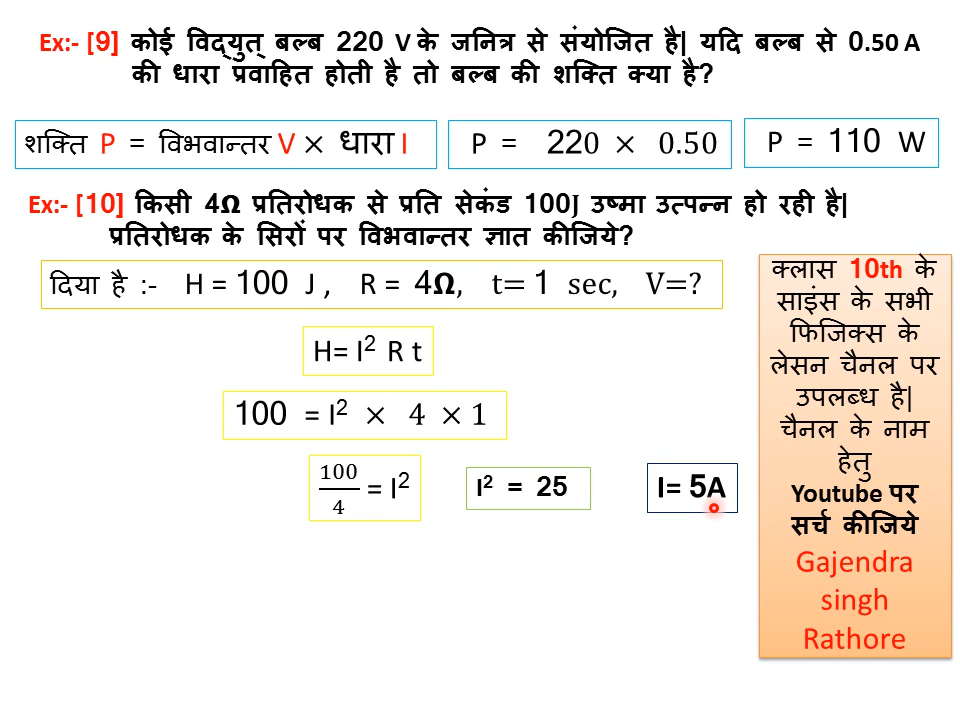 Ex:- [9] कोई विद्युत् बल्ब 220 V के जनित्र से संयोजित है| यदि बल्ब से 0.50 A
की धारा प्रवाहित होती है तो बल्ब की शक्ति क्या है?
शक्ति P = विभवान्तर V × धारा I
P = 220 × 0.50
P = 110 W
Ex:- [10] किसी 4Ω प्रतिरोधक से प्रति सेकंड 100J उष्मा उत्पन्न हो रही है|
प्रतिरोधक के सिरों पर विभवान्तर ज्ञात कीजिये?
दिया है :- H = 100 J , R = 4Ω, t= 1 sec, V=?
H= I² R t
100 = I² × 4 × 1
100/4 = I²
I² = 25
I= 5A
क्लास 10th के
साइंस के सभी
फिजिक्स के
लेसन चैनल पर
उपलब्ध है|
चैनल के नाम
हेतु
Youtube पर
सर्च कीजिये
Gajendra
singh
Rathore